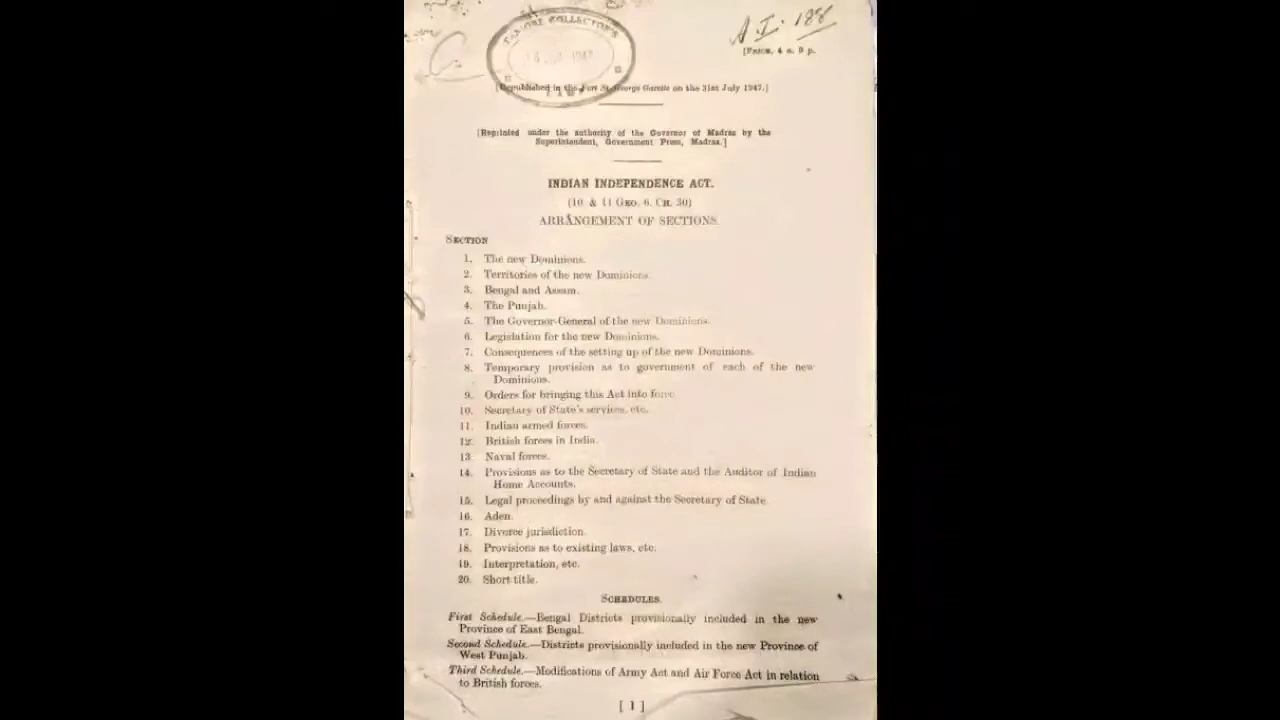 TANJORE COLLECTOR'S
1947
A.I. 188
[PRICE, 4 a. 9 p.
[Republished in the Fort St. George Gazette on the 31st July 1947.]
[Reprinted under the authority of the Governor of Madras by the
Superintendent, Government Press, Madras.]
INDIAN INDEPENDENCE ACT.
(10 & 11 GEO. 6. CH. 30)
ARRANGEMENT OF SECTIONS.
SECTION
1. The new Dominions.
2. Territories of the new Dominions.
3. Bengal and Assam.
4. The Punjab.
5. The Governor-General of the new Dominions.
6. Legislation for the new Dominions.
7. Consequences of the setting up of the new Dominions.
8. Temporary provision as to government of each of the new
Dominions.
9. Orders for bringing this Act into force.
10. Secretary of State's services, etc.
11. Indian armed forces.
12. British forces in India.
13. Naval forces.
14. Provisions as to the Secretary of State and the Auditor of Indian
Home Accounts.
15. Legal proceedings by and against the Secretary of State.
16. Aden.
17. Divorce jurisdiction.
18. Provisions as to existing laws, etc.
19. Interpretation, etc.
20. Short title.
SCHEDULES.
First Schedule.—Bengal Districts provisionally included in the new
Province of East Bengal.
Second Schedule.—Districts provisionally included in the new Province of
West Punjab.
Third Schedule.—Modifications of Army Act and Air Force Act in relation
to British forces.
[ 1 ]